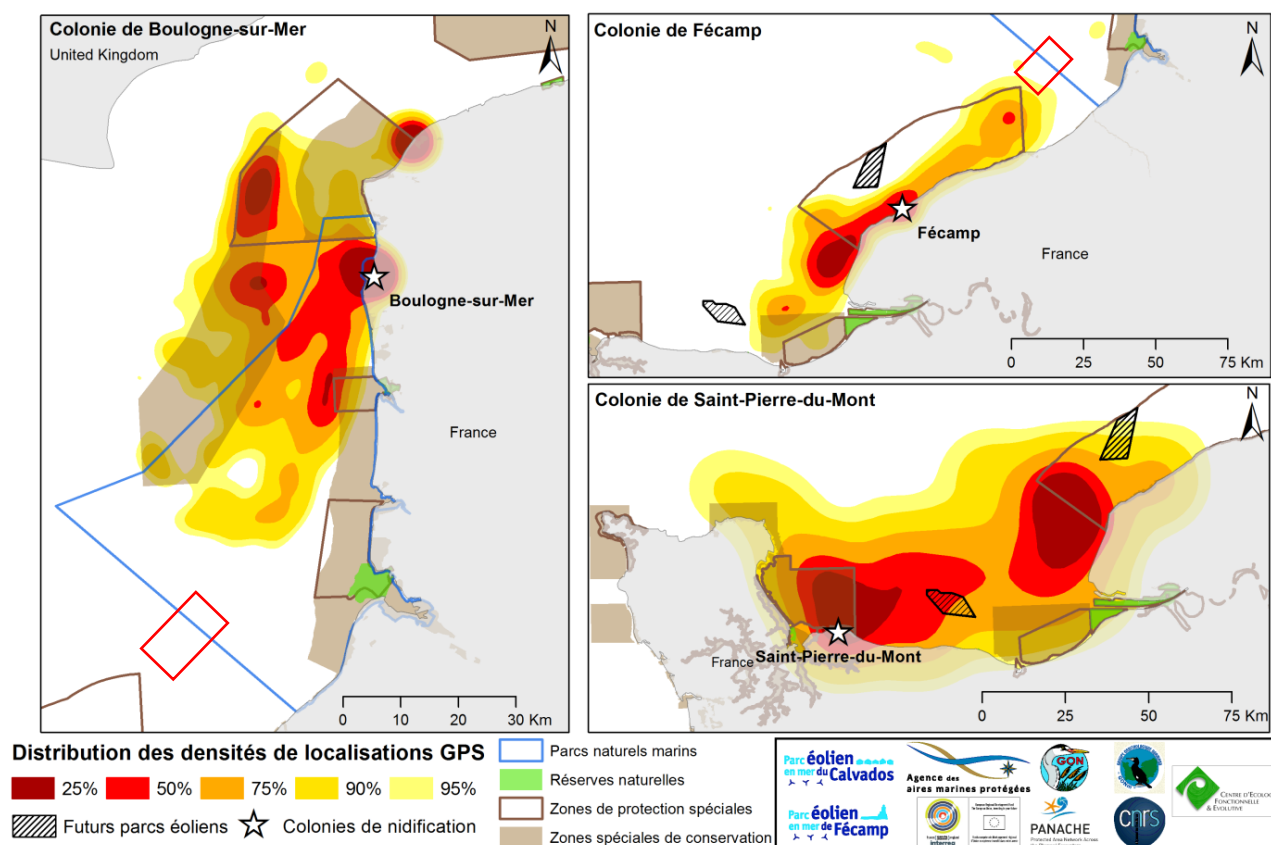 Colonie de Boulogne-sur-Mer
United Kingdom
N
Boulogne-sur-Mer
France
0 10 30 Km
Colonie de Fécamp
N
Fécamp
France
0 25 50 75 Km
Colonie de Saint-Pierre-du-Mont
N
France
Saint-Pierre-du-Mont
0 25 50 75 Km
Distribution des densités de localisations GPS
25% 50% 75% 90% 95%
Futurs parcs éoliens
Colonies de nidification
Parcs naturels marins
Réserves naturelles
Zones de protection spéciales
Zones spéciales de conservation
Parc éolien
en mer du Calvados
Agence des
aires marines protégées
GON
Parc éolien
en mer
de Fécamp
interreg
PANACHE
cnrs
CENTRE D'ÉCOLOG
FONCTIONNELLE
& ÉVOLUTIVE